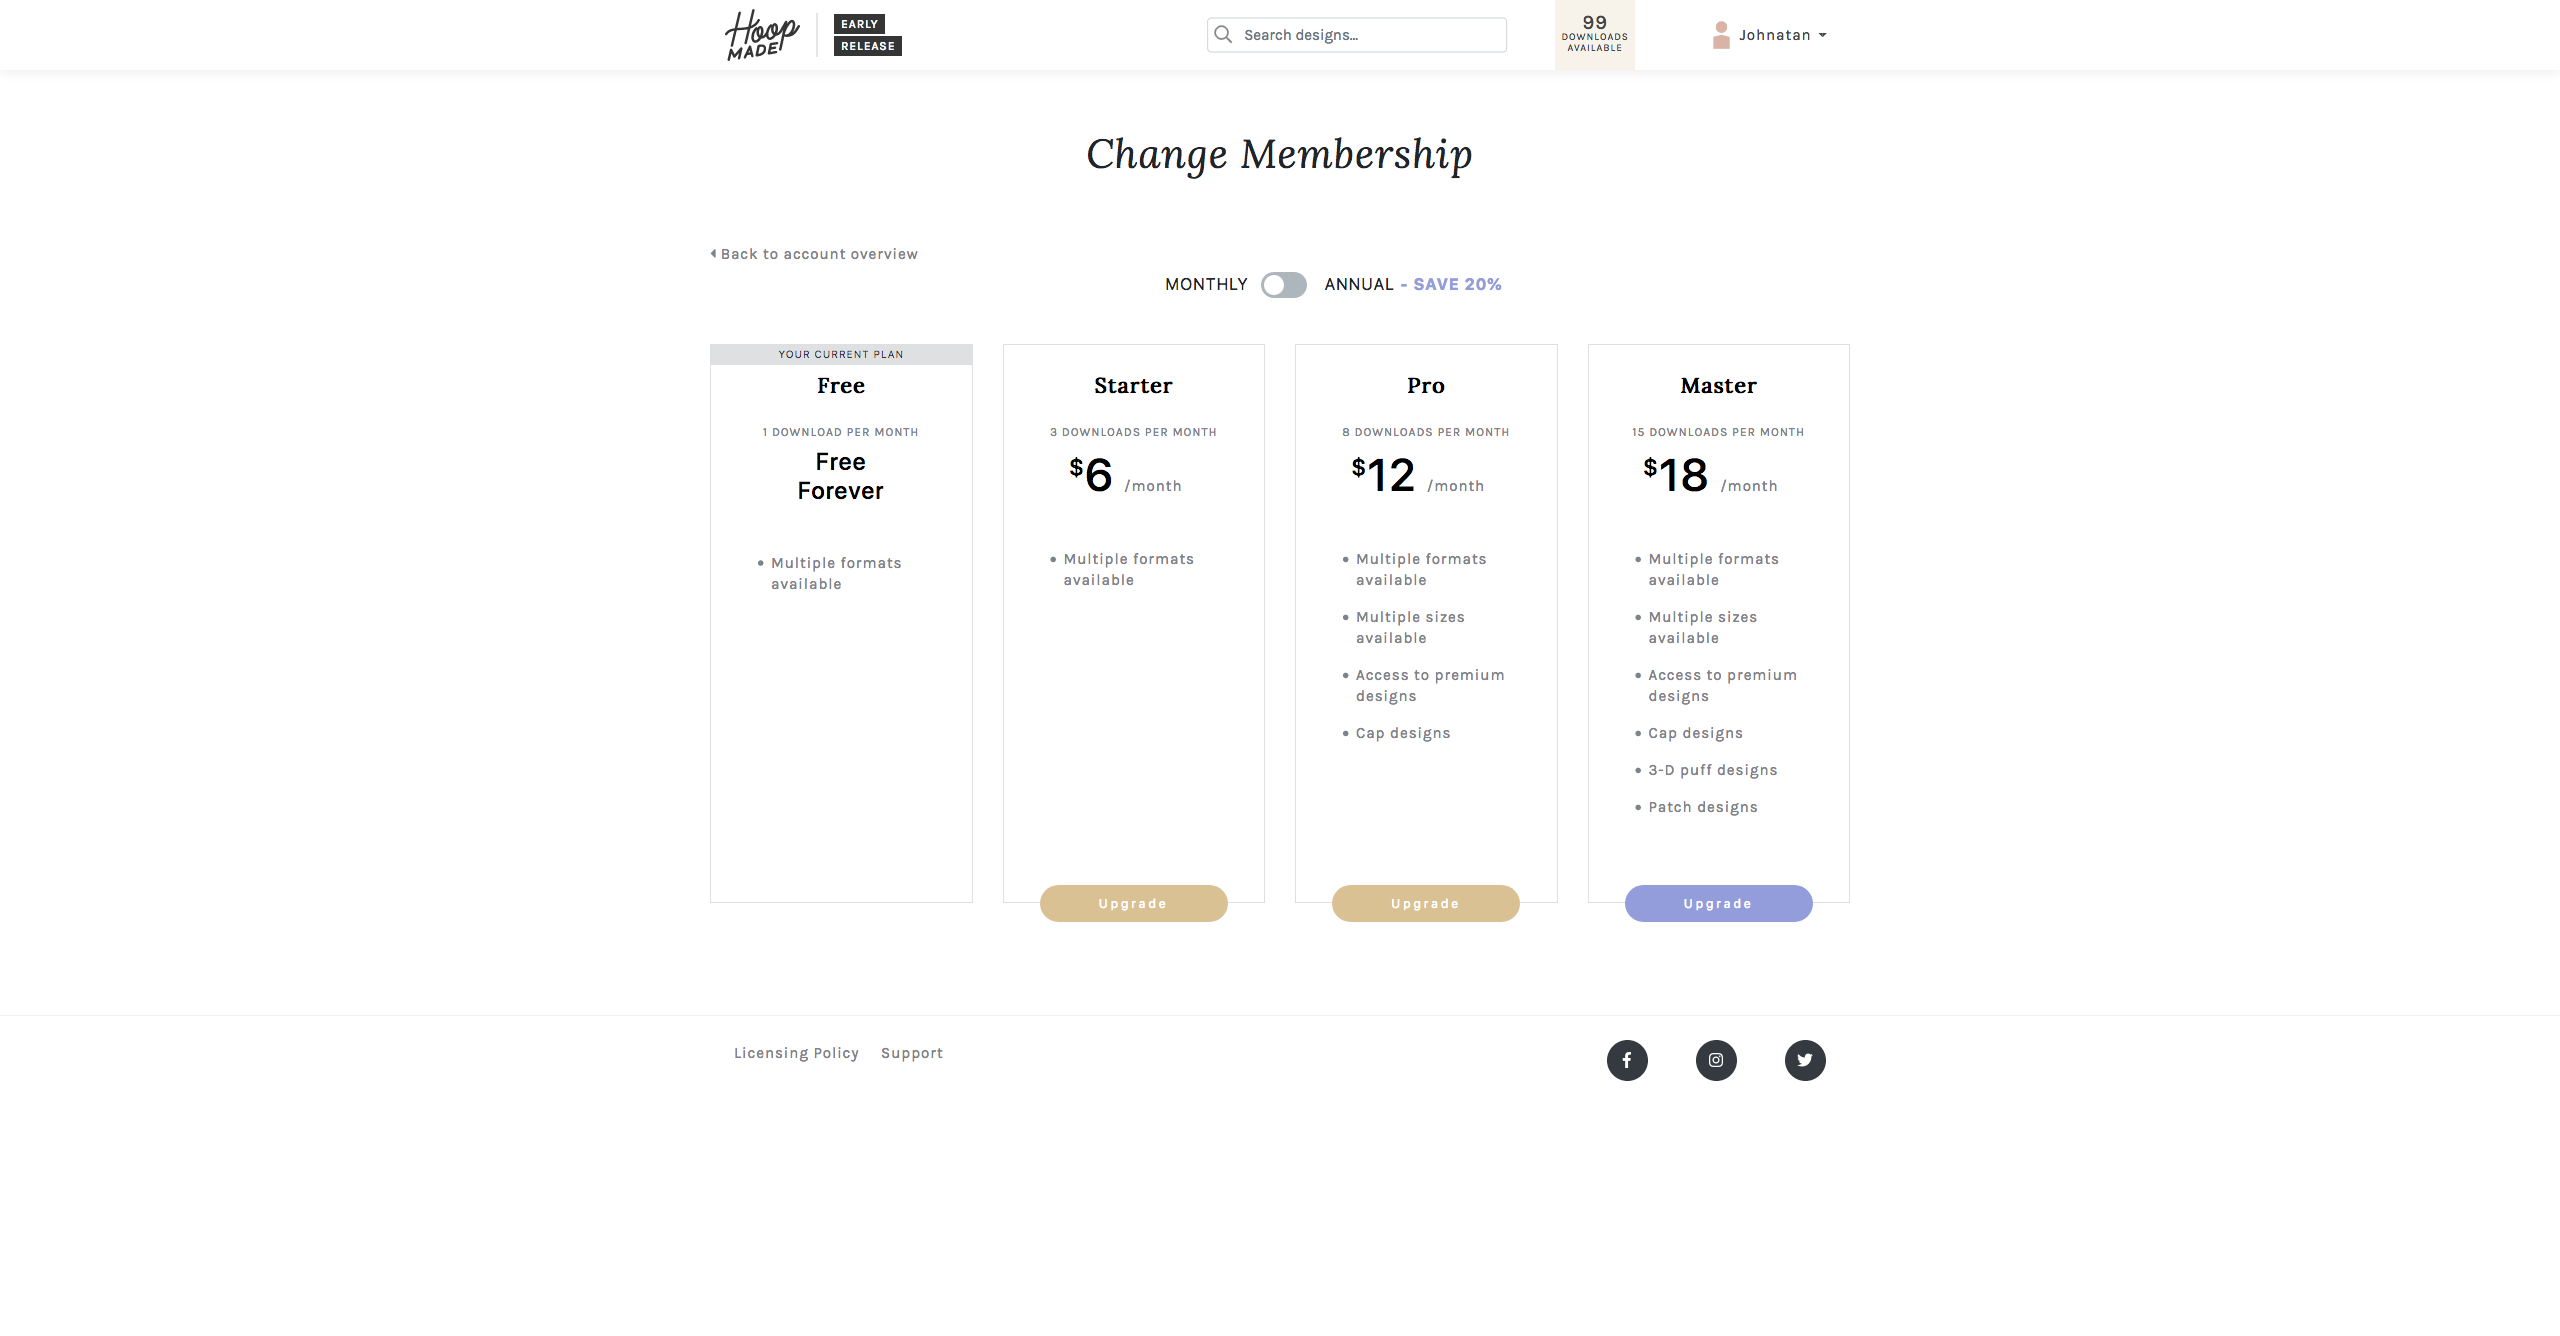 Hoop
MADE
EARLY
RELEASE
Search designs...
99
DOWNLOADS
AVAILABLE
Johnatan
Change Membership
Back to account overview
MONTHLY
ANNUAL - SAVE 20%
YOUR CURRENT PLAN
Free
1 DOWNLOAD PER MONTH
Free
Forever
• Multiple formats
available
Starter
3 DOWNLOADS PER MONTH
$6 /month
• Multiple formats
available
Upgrade
Pro
8 DOWNLOADS PER MONTH
$12 /month
• Multiple formats
available
• Multiple sizes
available
• Access to premium
designs
• Cap designs
Upgrade
Master
15 DOWNLOADS PER MONTH
$18 /month
• Multiple formats
available
• Multiple sizes
available
• Access to premium
designs
• Cap designs
• 3-D puff designs
• Patch designs
Upgrade
Licensing Policy
Support